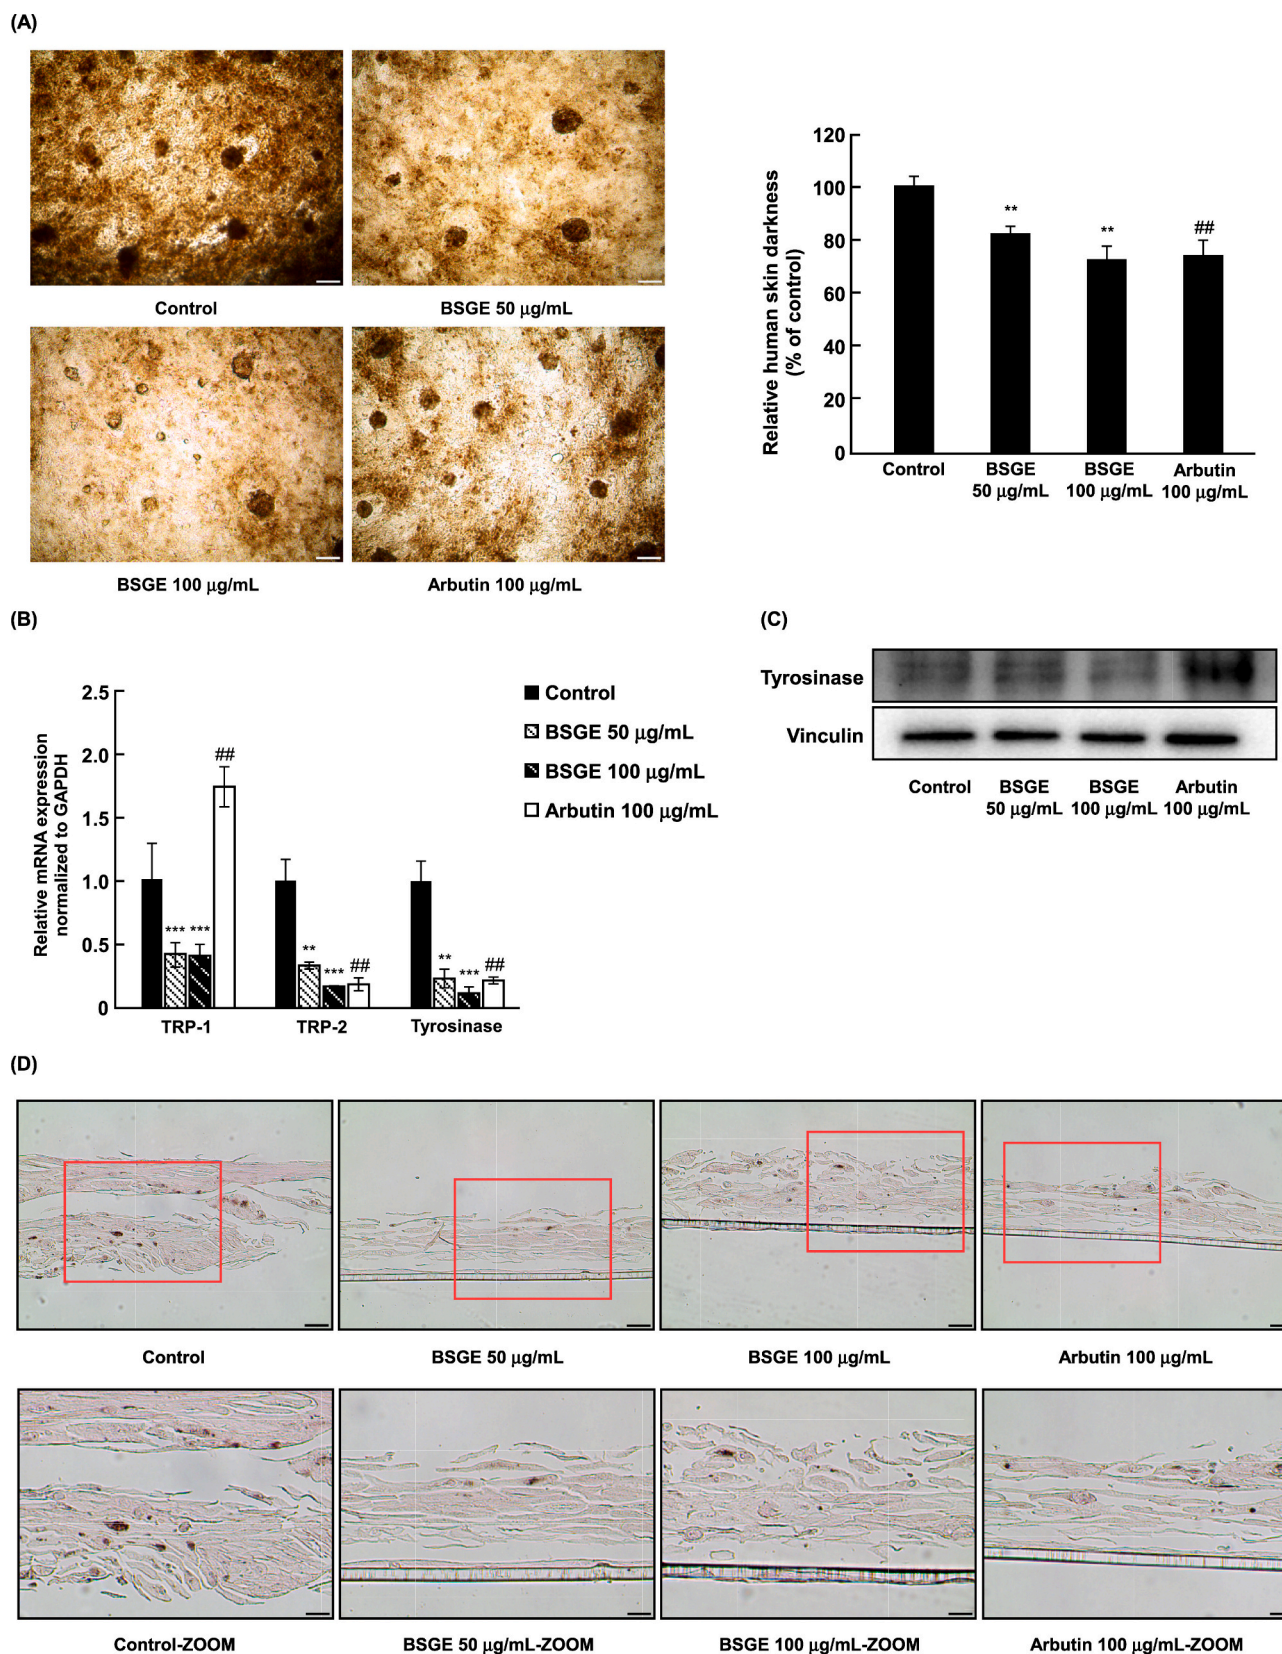 (A)
Control
BSGE 50 μg/mL
BSGE 100 μg/mL
Arbutin 100 μg/mL
Relative human skin darkness
(% of control)
120
100
80
60
40
20
0
**
**
##
Control
BSGE
50 μg/mL
BSGE
100 μg/mL
Arbutin
100 μg/mL
(B)
Relative mRNA expression
normalized to GAPDH
2.5
2.0
1.5
1.0
0.5
0
Control
BSGE 50 μg/mL
BSGE 100 μg/mL
Arbutin 100 μg/mL
***
***
##
**
***
##
**
***
##
TRP-1
TRP-2
Tyrosinase
(C)
Tyrosinase
Vinculin
Control
BSGE
50 μg/mL
BSGE
100 μg/mL
Arbutin
100 μg/mL
(D)
Control
BSGE 50 μg/mL
BSGE 100 μg/mL
Arbutin 100 μg/mL
Control-ZOOM
BSGE 50 μg/mL-ZOOM
BSGE 100 μg/mL-ZOOM
Arbutin 100 μg/mL-ZOOM